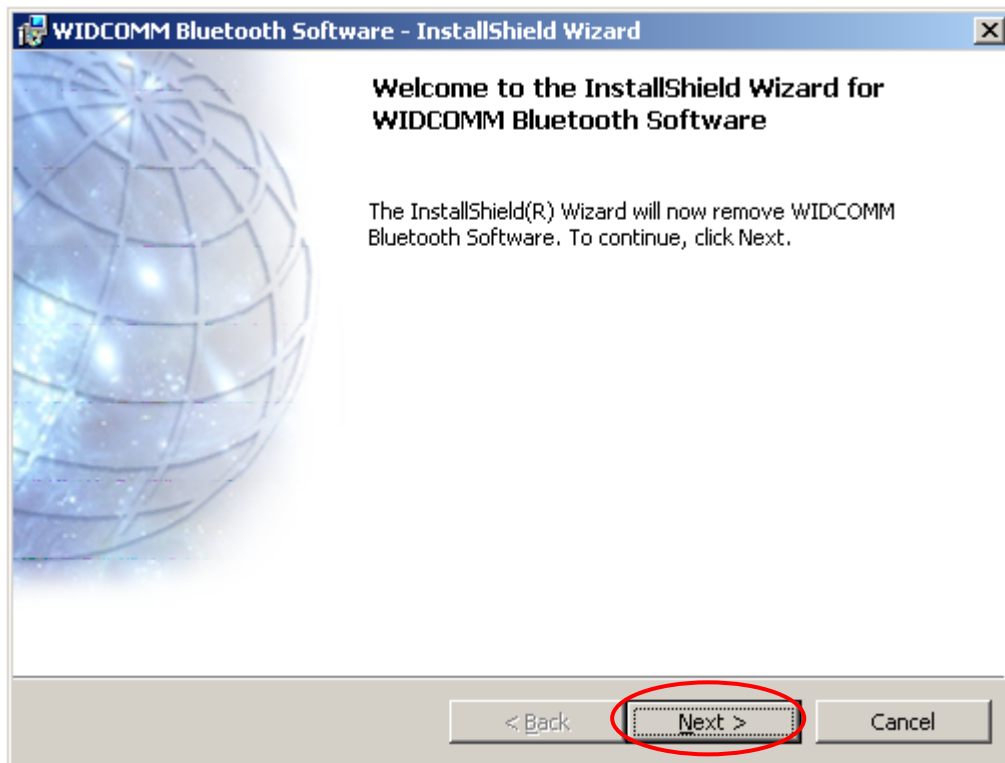 WIDCOMM Bluetooth Software - InstallShield Wizard
Welcome to the InstallShield Wizard for
WIDCOMM Bluetooth Software
The InstallShield(R) Wizard will now remove WIDCOMM
Bluetooth Software. To continue, click Next.
< Back Next > Cancel